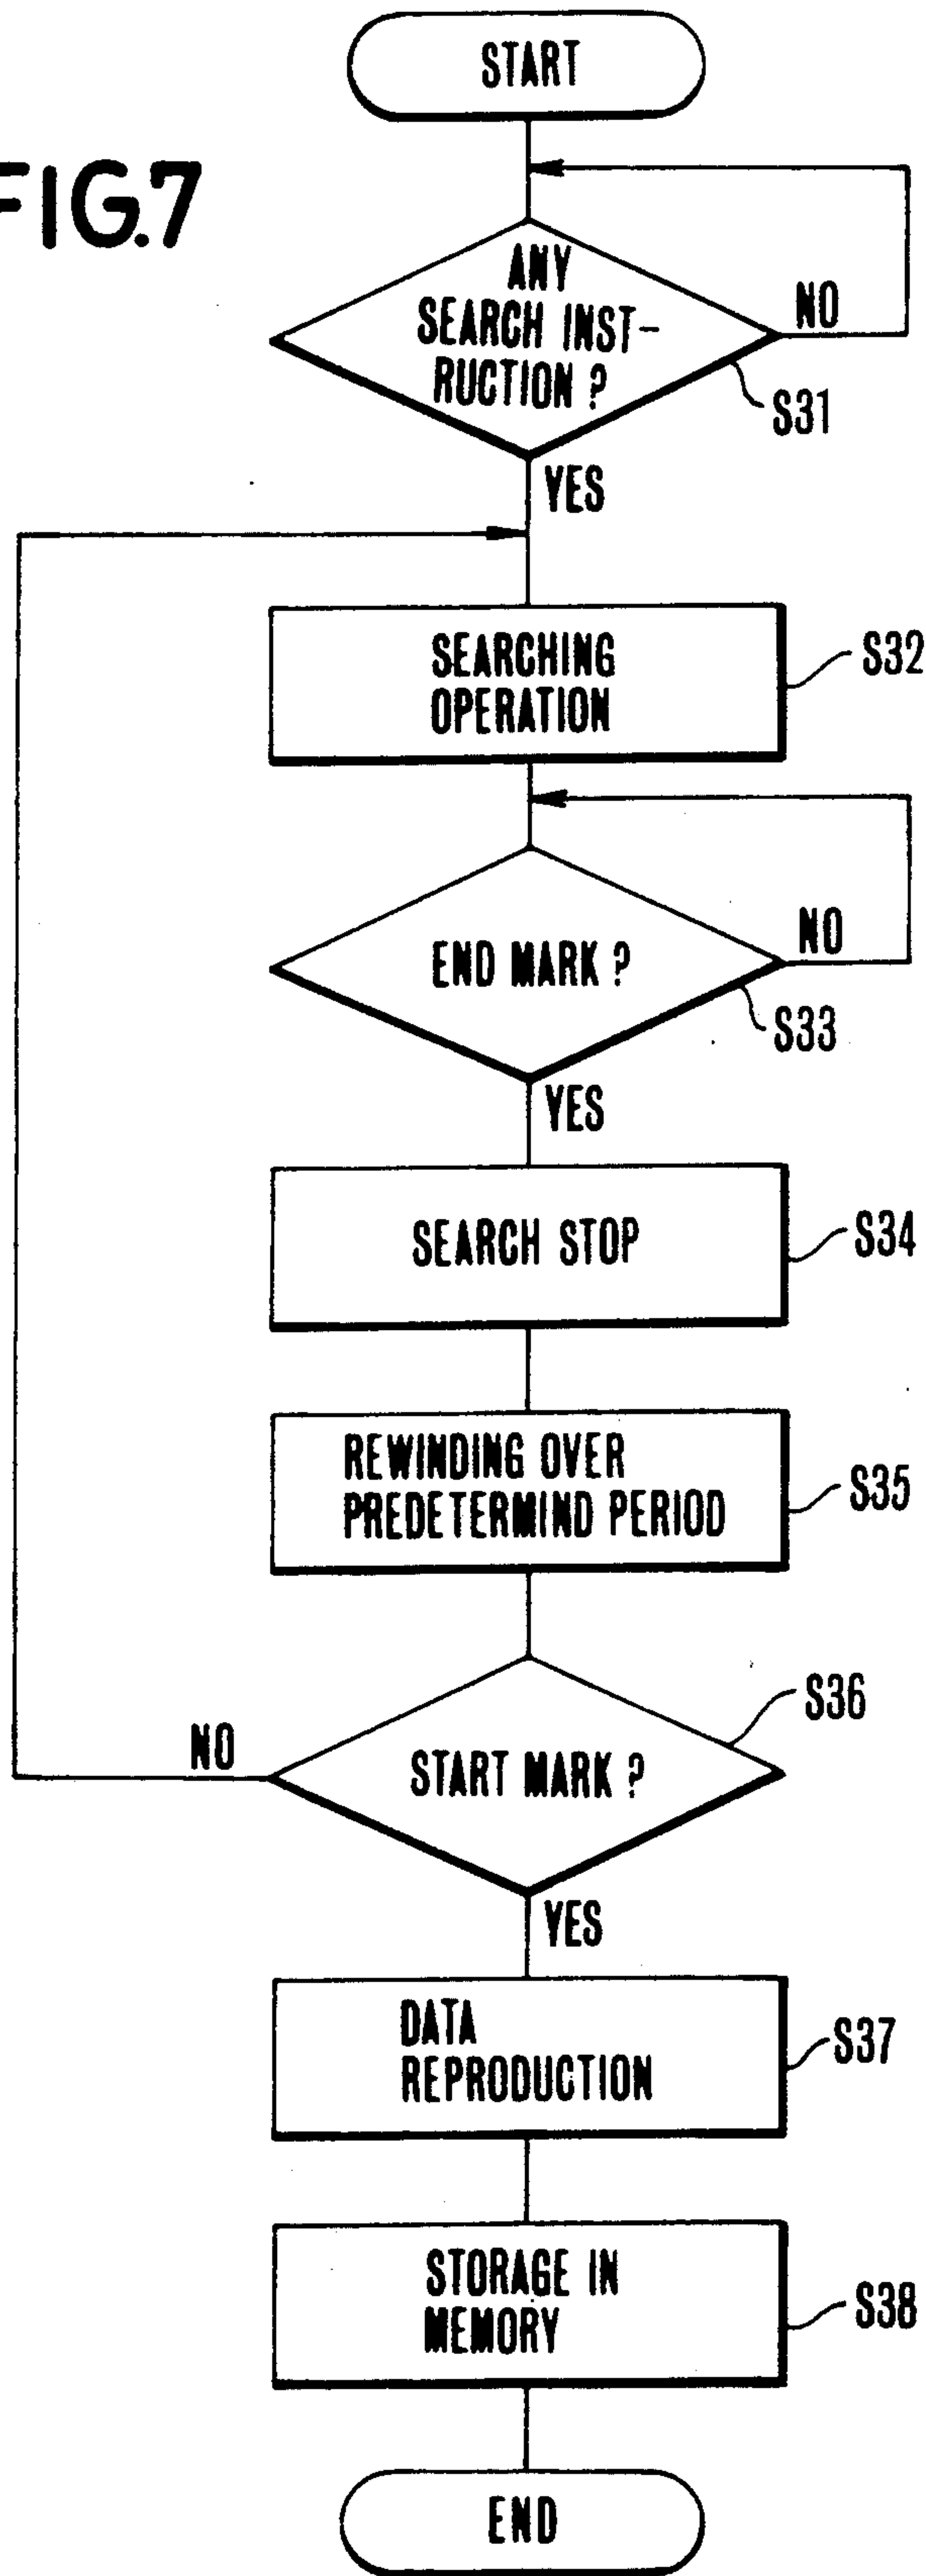 START
FIG.7
ANY
SEARCH INST-
RUCTION ?
NO
S31
YES
SEARCHING
OPERATION
S32
END MARK ?
NO
S33
YES
SEARCH STOP
S34
REWINDING OVER
PREDETERMIND PERIOD
S35
START MARK ?
S36
NO
YES
DATA
REPRODUCTION
S37
STORAGE IN
MEMORY
S38
END